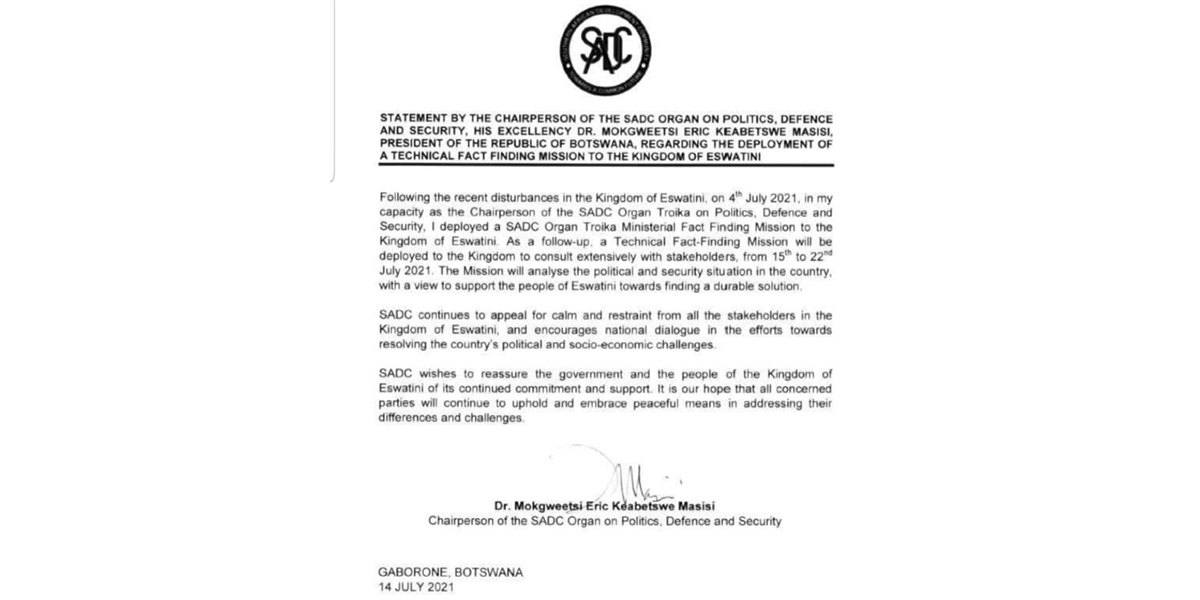 SADC
STATEMENT BY THE CHAIRPERSON OF THE SADC ORGAN ON POLITICS, DEFENCE
AND SECURITY, HIS EXCELLENCY DR. MOKGWEETSI ERIC KEABETSWE MASISI,
PRESIDENT OF THE REPUBLIC OF BOTSWANA, REGARDING THE DEPLOYMENT OF
A TECHNICAL FACT FINDING MISSION TO THE KINGDOM OF ESWATINI
Following the recent disturbances in the Kingdom of Eswatini, on 4th July 2021, in my
capacity as the Chairperson of the SADC Organ Troika on Politics, Defence and
Security, I deployed a SADC Organ Troika Ministerial Fact Finding Mission to the
Kingdom of Eswatini. As a follow-up, a Technical Fact-Finding Mission will be
deployed to the Kingdom to consult extensively with stakeholders, from 15th to 22nd
July 2021. The Mission will analyse the political and security situation in the country,
with a view to support the people of Eswatini towards finding a durable solution.
SADC continues to appeal for calm and restraint from all the stakeholders in the
Kingdom of Eswatini, and encourages national dialogue in the efforts towards
resolving the country's political and socio-economic challenges.
SADC wishes to reassure the government and the people of the Kingdom of
Eswatini of its continued commitment and support. It is our hope that all concerned
parties will continue to uphold and embrace peaceful means in addressing their
differences and challenges.
Dr. Mokgweetsi Eric Keabetswe Masisi
Chairperson of the SADC Organ on Politics, Defence and Security
GABORONE, BOTSWANA
14 JULY 2021